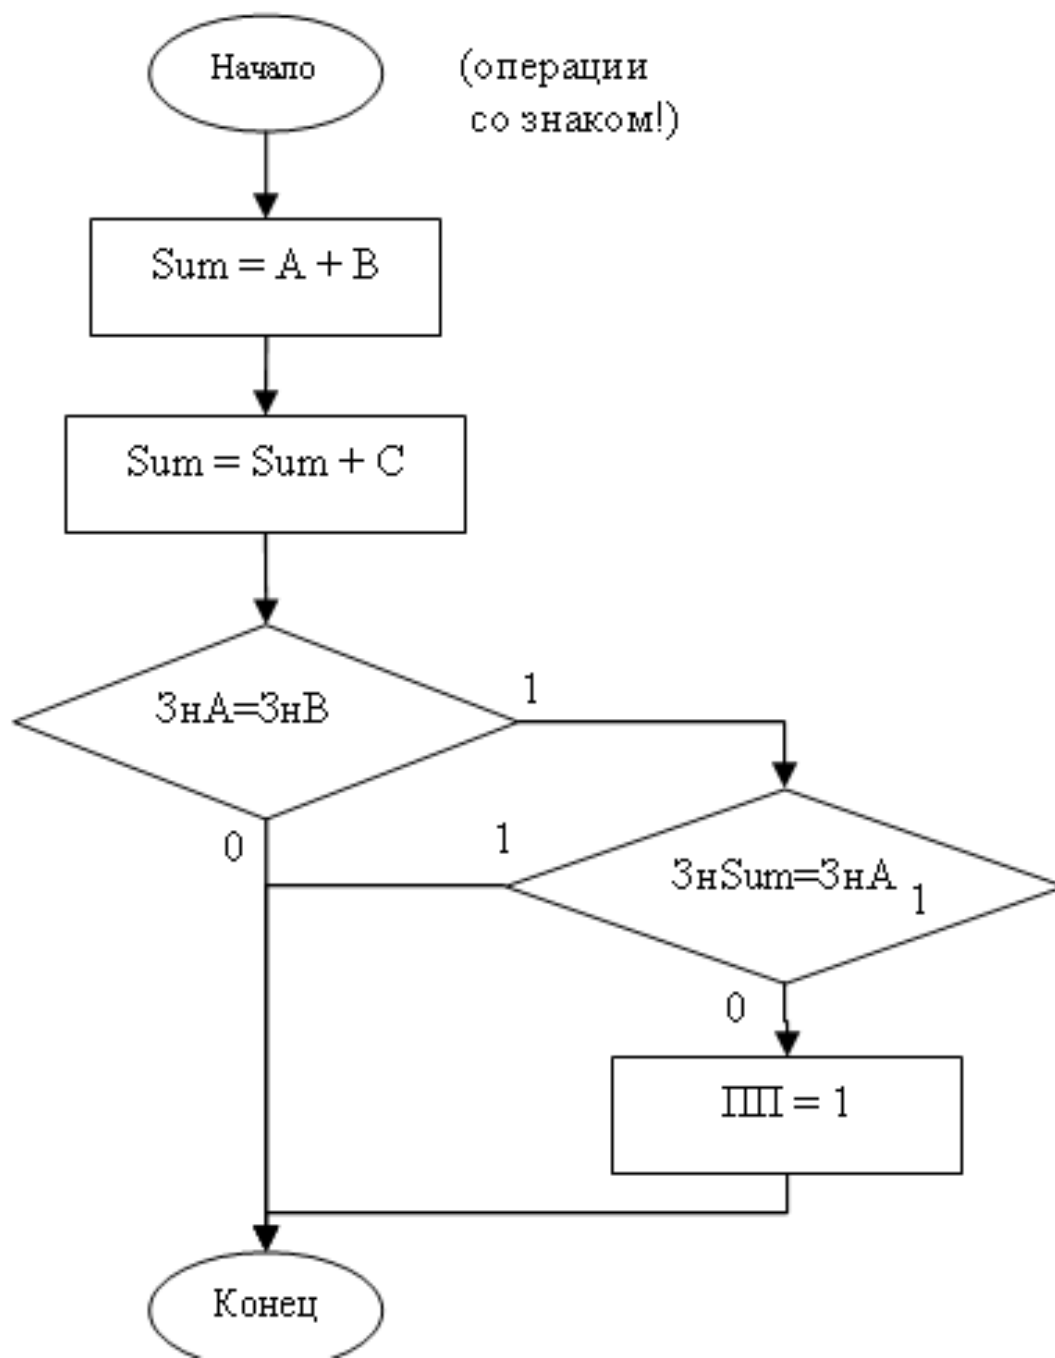 Начало
(операции
со знаком!)
Sum = A + B
Sum = Sum + C
ЗнA=ЗнB
1
0
1
ЗнSum=ЗнA
1
0
ПП = 1
Конец